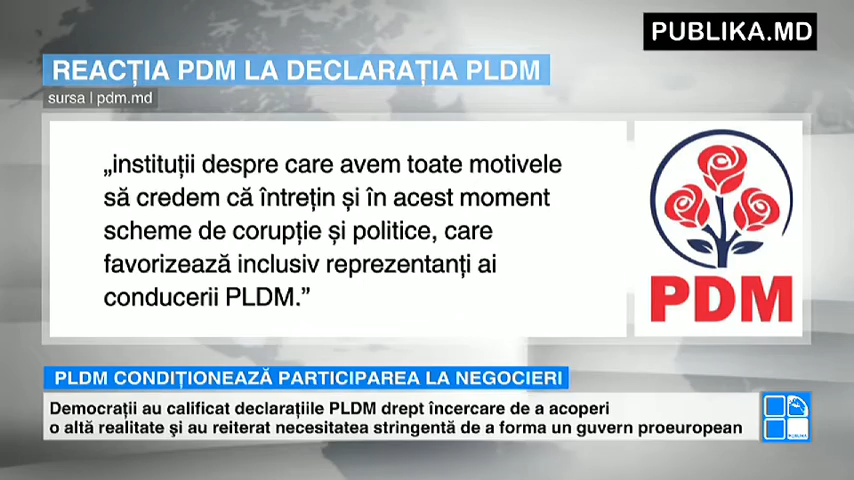 PUBLIKA.MD
REACȚIA PDM LA DECLARAȚIA PLDM
sursa | pdm.md
„instituții despre care avem toate motivele
să credem că întrețin și în acest moment
scheme de corupție și politice, care
favorizează inclusiv reprezentanți ai
conducerii PLDM.”
PDM
PLDM CONDIȚIONEAZĂ PARTICIPAREA LA NEGOCIERI
Democrații au calificat declarațiile PLDM drept încercare de a acoperi
o altă realitate şi au reiterat necesitatea stringentă de a forma un guvern proeuropean